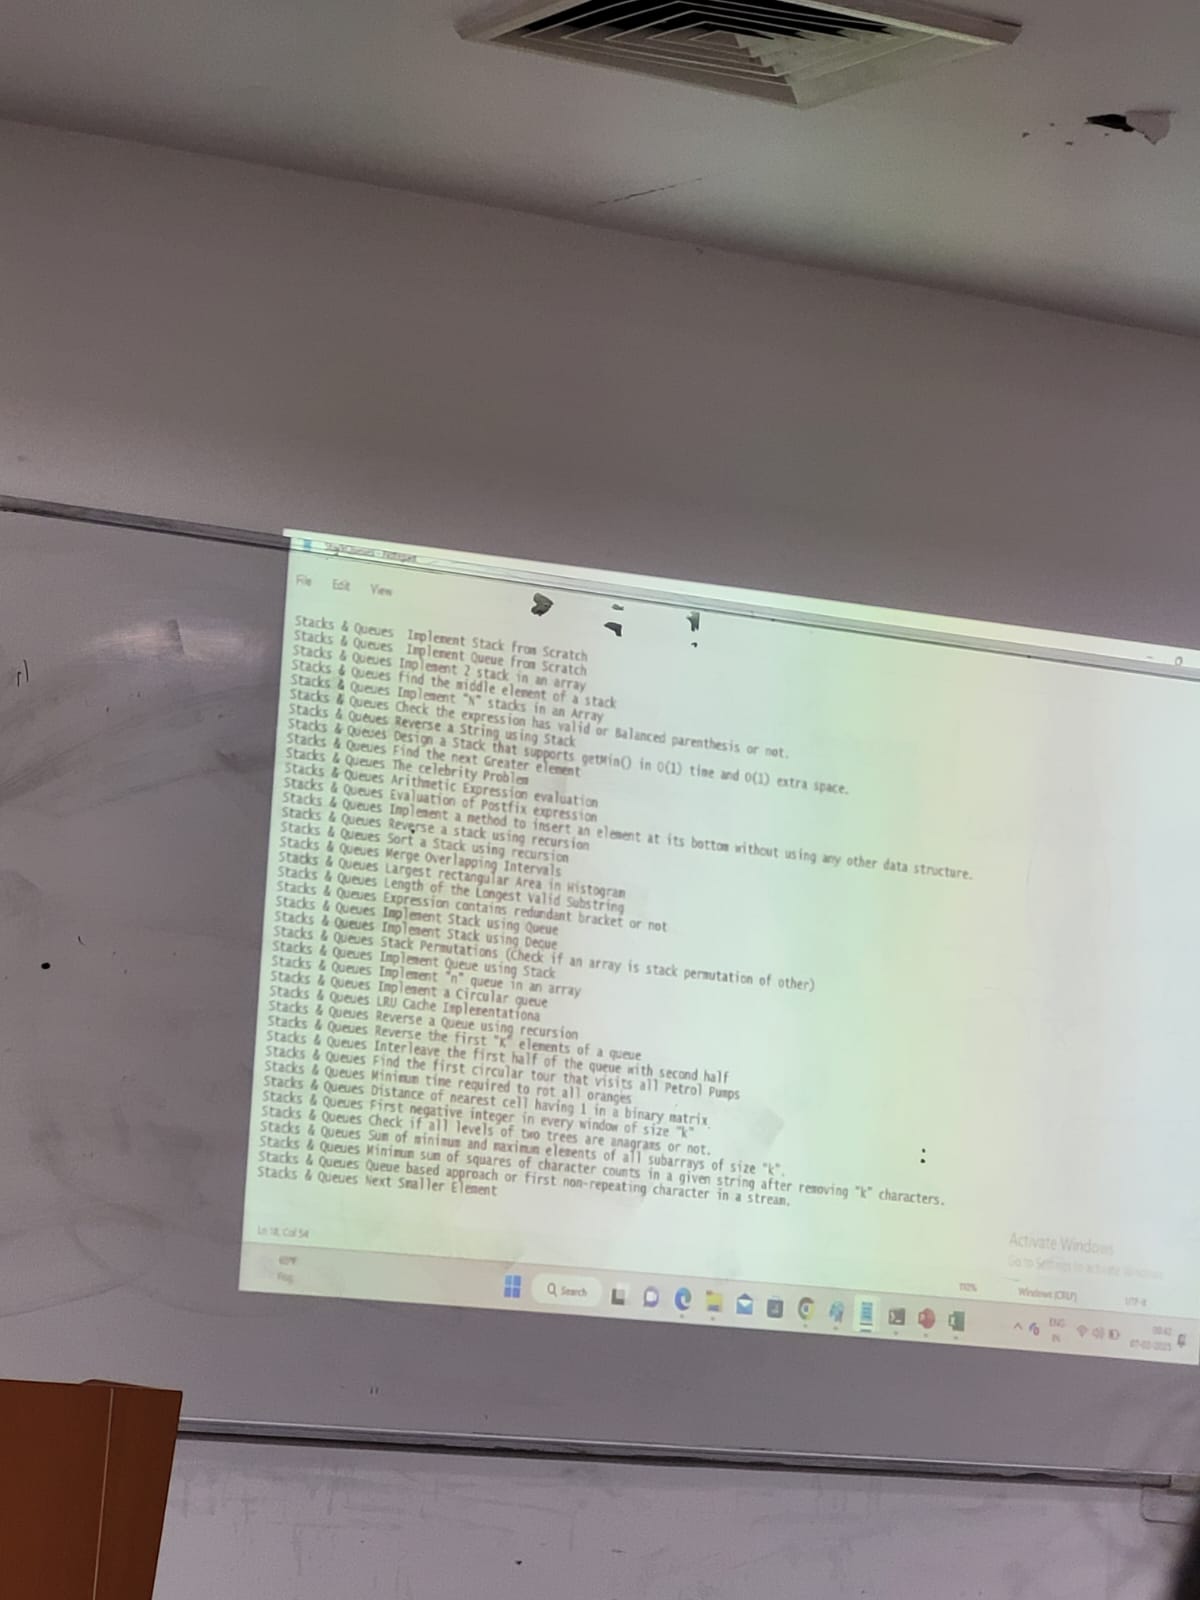 File Edit View
Stacks & Queues  Implement Stack from Scratch
Stacks & Queues  Implement Queue from Scratch
Stacks & Queues Implement 2 stack in an array
Stacks & Queues find the middle element of a stack
Stacks & Queues Implement "N" stacks in an Array
Stacks & Queues Check the expression has valid or Balanced parenthesis or not.
Stacks & Queues Reverse a String using Stack
Stacks & Queues Design a Stack that supports getMin() in O(1) time and O(1) extra space.
Stacks & Queues Find the next Greater element
Stacks & Queues The celebrity Problem
Stacks & Queues Arithmetic Expression evaluation
Stacks & Queues Evaluation of Postfix expression
Stacks & Queues Implement a method to insert an element at its bottom without using any other data structure.
Stacks & Queues Reverse a stack using recursion
Stacks & Queues Sort a Stack using recursion
Stacks & Queues Merge Overlapping Intervals
Stacks & Queues Largest rectangular Area in Histogram
Stacks & Queues Length of the Longest Valid Substring
Stacks & Queues Expression contains redundant bracket or not
Stacks & Queues Implement Stack using Queue
Stacks & Queues Implement Stack using Deque
Stacks & Queues Stack Permutations (Check if an array is stack permutation of other)
Stacks & Queues Implement Queue using Stack
Stacks & Queues Implement "n" queue in an array
Stacks & Queues Implement a Circular queue
Stacks & Queues LRU Cache Implementationa
Stacks & Queues Reverse a Queue using recursion
Stacks & Queues Reverse the first "K" elements of a queue
Stacks & Queues Interleave the first half of the queue with second half
Stacks & Queues Find the first circular tour that visits all Petrol Pumps
Stacks & Queues Minimum time required to rot all oranges
Stacks & Queues Distance of nearest cell having 1 in a binary matrix
Stacks & Queues First negative integer in every window of size "k"
Stacks & Queues Check if all levels of two trees are anagrams or not.
Stacks & Queues Sum of minimum and maximum elements of all subarrays of size "k".
Stacks & Queues Minimum sum of squares of character counts in a given string after removing "k" characters.
Stacks & Queues Queue based approach or first non-repeating character in a stream.
Stacks & Queues Next Smaller Element
Activate Windows
Go to Settings to activate Windows
Ln 18, Col 54
Windows (CRLF) UTF-8
Search
ENG
IN